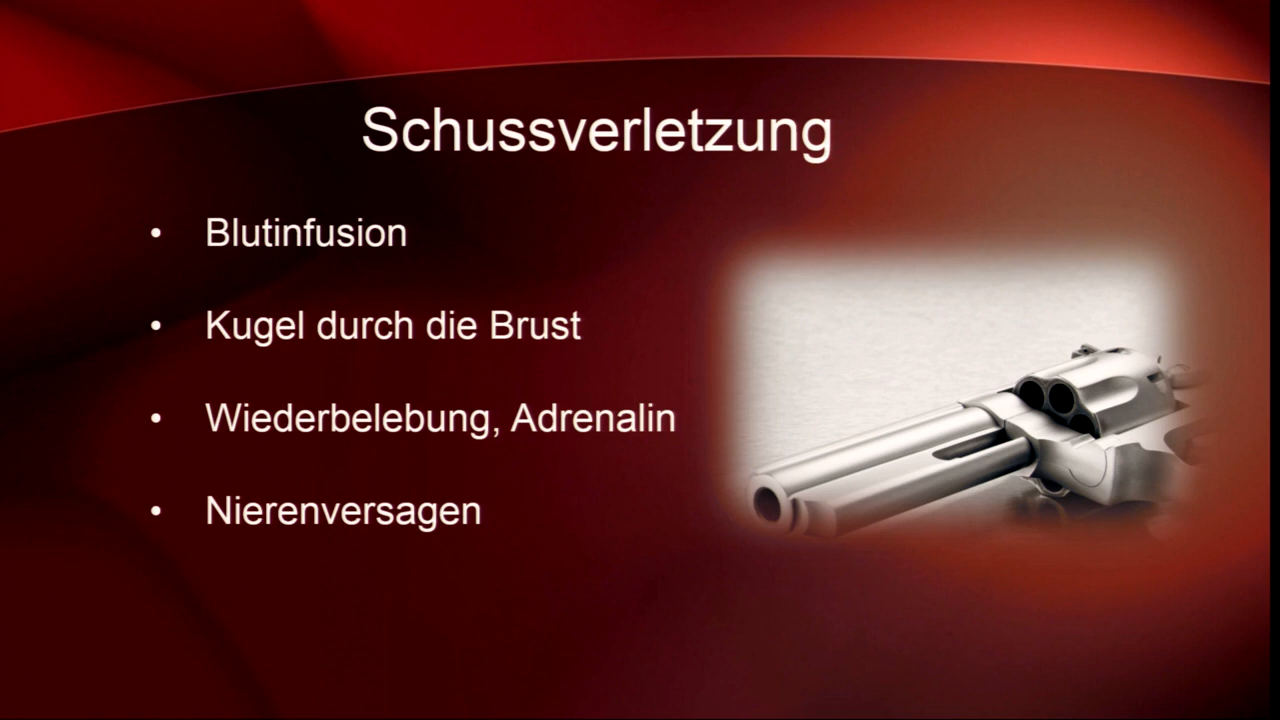 Schussverletzung
• Blutinfusion
• Kugel durch die Brust
• Wiederbelebung, Adrenalin
• Nierenversagen